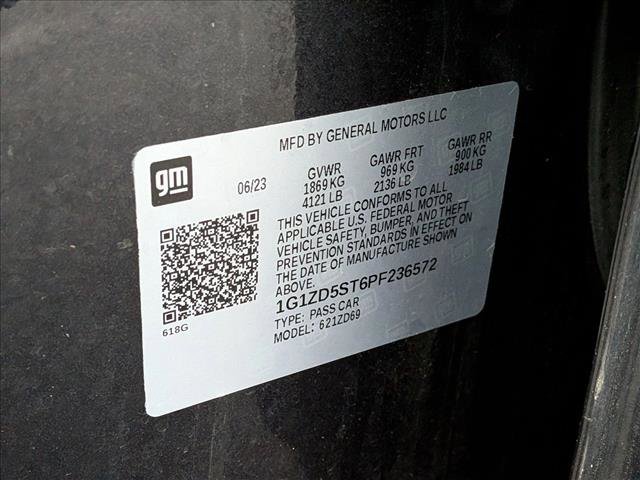 MFD BY GENERAL MOTORS LLC
gm
06/23
GVWR
1869 KG
4121 LB
GAWR FRT
969 KG
2136 LB
GAWR RR
900 KG
1984 LB
THIS VEHICLE CONFORMS TO ALL
APPLICABLE U.S. FEDERAL MOTOR
VEHICLE SAFETY, BUMPER, AND THEFT
PREVENTION STANDARDS IN EFFECT ON
THE DATE OF MANUFACTURE SHOWN
ABOVE.
1G1ZD5ST6PF236572
TYPE: PASS CAR
MODEL: 621ZD69
618G